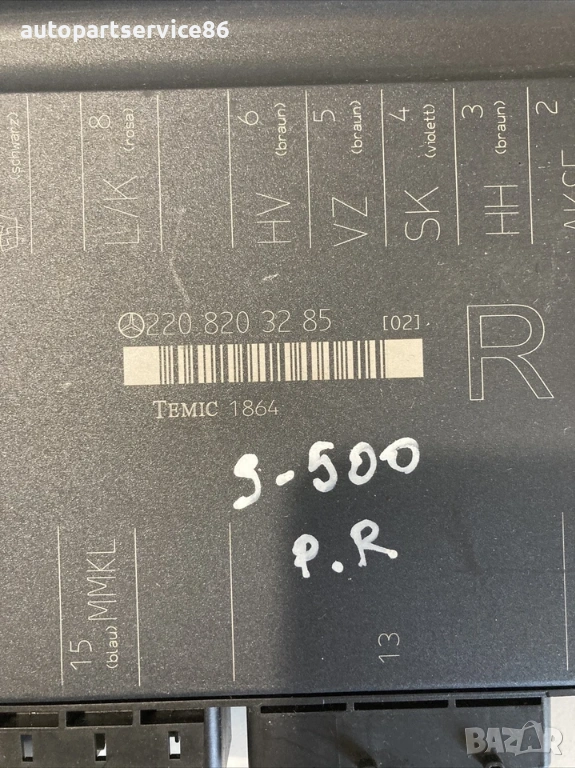 autopartservice86
schwarz)
8 (rosa)
6 (braun)
5 (braun)
4 (violett)
3 (braun)
2
HV
VZ
SK
HH
220 820 32 85 [02]
R
TEMIC 1864
S-500
P.R
15 (blau) MMKL
13
BAZAR